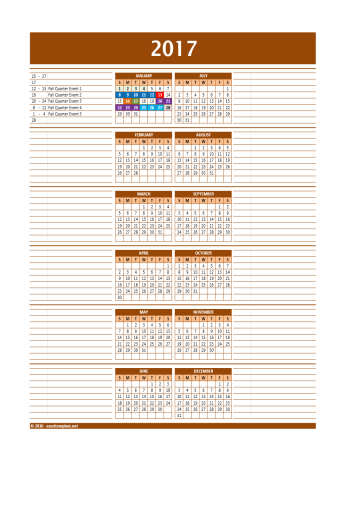 2017
25 - 27
17
12 - 13 Fall Quarter Event 1
16 Fall Quarter Event 2
20 - 24 Fall Quarter Event 3
8 - 12 Fall Quarter Event 4
1 - 4 Fall Quarter Event 5
28
JANUARY
S M T W T F S
1 2 3 4 5 6 7
8 9 10 11 12 13 14
15 16 17 18 19 20 21
22 23 24 25 26 27 28
29 30 31
JULY
S M T W T F S
1
2 3 4 5 6 7 8
9 10 11 12 13 14 15
16 17 18 19 20 21 22
23 24 25 26 27 28 29
30 31
FEBRUARY
S M T W T F S
1 2 3 4
5 6 7 8 9 10 11
12 13 14 15 16 17 18
19 20 21 22 23 24 25
26 27 28
AUGUST
S M T W T F S
1 2 3 4 5
6 7 8 9 10 11 12
13 14 15 16 17 18 19
20 21 22 23 24 25 26
27 28 29 30 31
MARCH
S M T W T F S
1 2 3 4
5 6 7 8 9 10 11
12 13 14 15 16 17 18
19 20 21 22 23 24 25
26 27 28 29 30 31
SEPTEMBER
S M T W T F S
1 2
3 4 5 6 7 8 9
10 11 12 13 14 15 16
17 18 19 20 21 22 23
24 25 26 27 28 29 30
APRIL
S M T W T F S
1
2 3 4 5 6 7 8
9 10 11 12 13 14 15
16 17 18 19 20 21 22
23 24 25 26 27 28 29
30
OCTOBER
S M T W T F S
1 2 3 4 5 6 7
8 9 10 11 12 13 14
15 16 17 18 19 20 21
22 23 24 25 26 27 28
29 30 31
MAY
S M T W T F S
1 2 3 4 5 6
7 8 9 10 11 12 13
14 15 16 17 18 19 20
21 22 23 24 25 26 27
28 29 30 31
NOVEMBER
S M T W T F S
1 2 3 4
5 6 7 8 9 10 11
12 13 14 15 16 17 18
19 20 21 22 23 24 25
26 27 28 29 30
JUNE
S M T W T F S
1 2 3
4 5 6 7 8 9 10
11 12 13 14 15 16 17
18 19 20 21 22 23 24
25 26 27 28 29 30
DECEMBER
S M T W T F S
1 2
3 4 5 6 7 8 9
10 11 12 13 14 15 16
17 18 19 20 21 22 23
24 25 26 27 28 29 30
31
© 2016 - exceltemplate.net